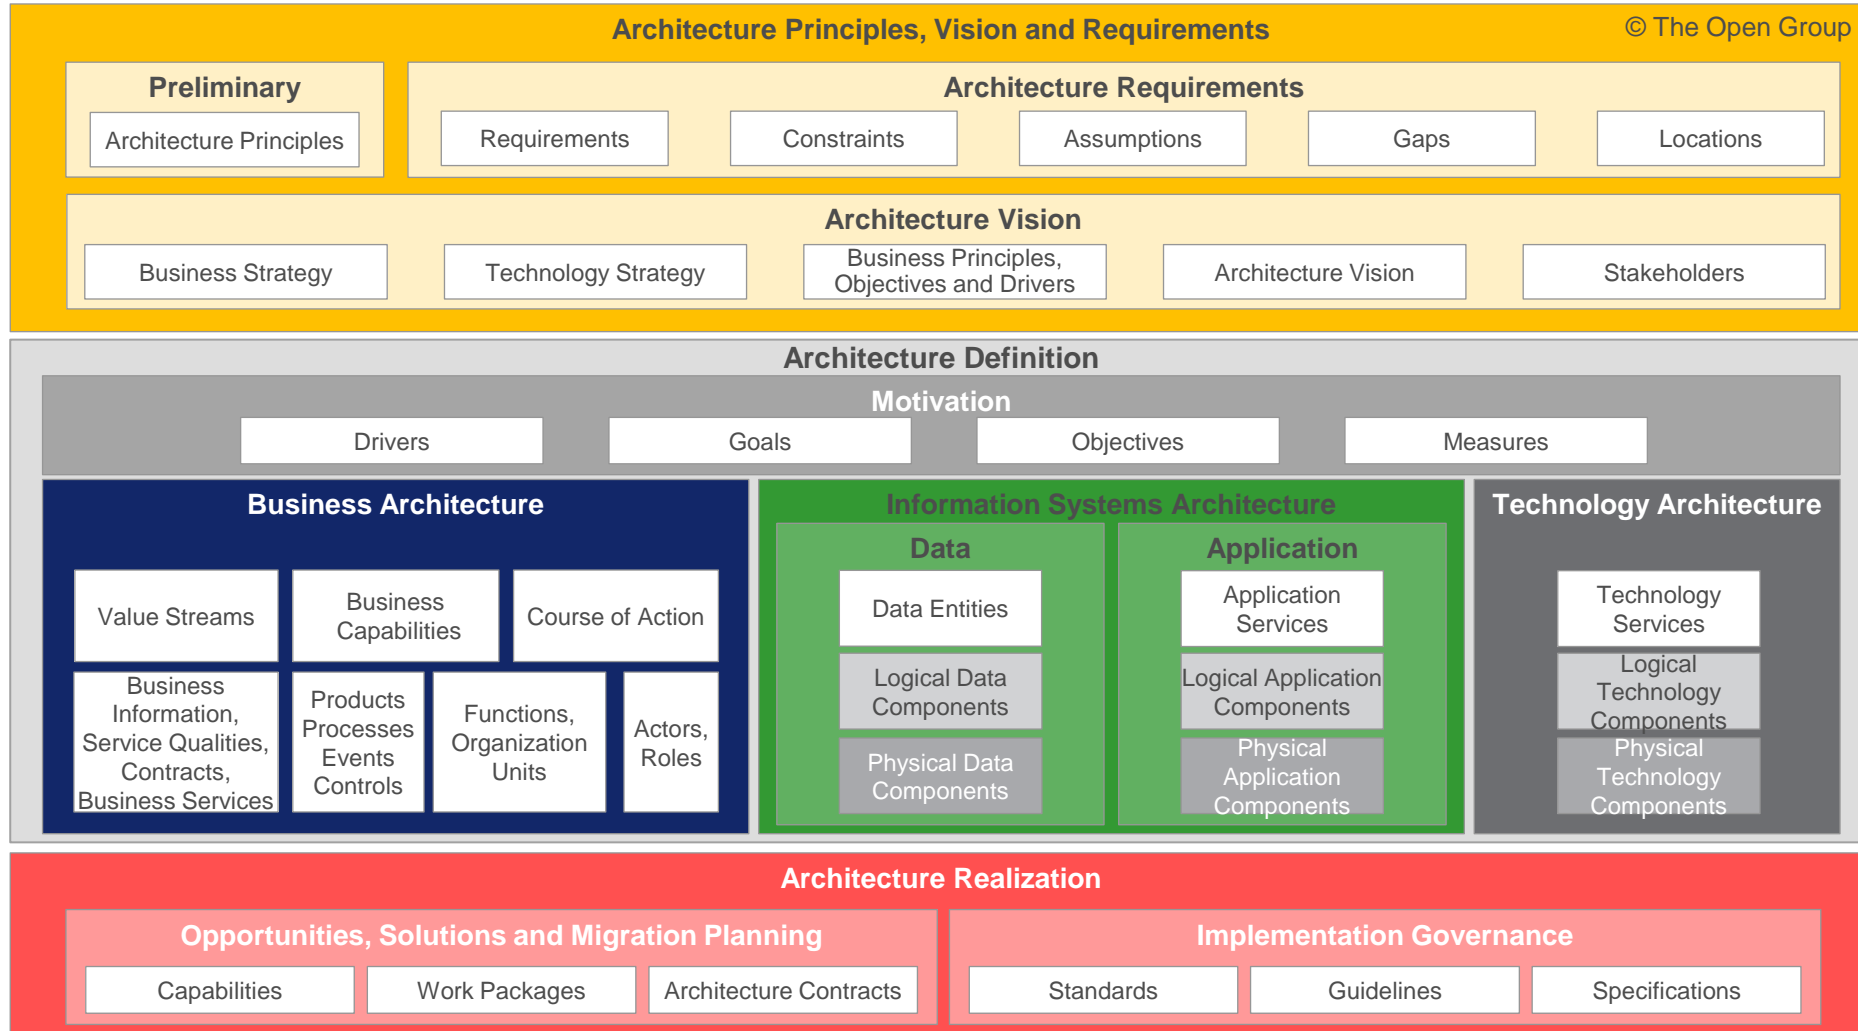 Architecture Principles, Vision and Requirements
© The Open Group
Preliminary
Architecture Principles
Architecture Requirements
Requirements
Constraints
Assumptions
Gaps
Locations
Architecture Vision
Business Strategy
Technology Strategy
Business Principles,
Objectives and Drivers
Architecture Vision
Stakeholders
Architecture Definition
Motivation
Drivers
Goals
Objectives
Measures
Business Architecture
Value Streams
Business
Capabilities
Course of Action
Business
Information,
Service Qualities,
Contracts,
Business Services
Products
Processes
Events
Controls
Functions,
Organization
Units
Actors,
Roles
Information Systems Architecture
Data
Data Entities
Logical Data
Components
Physical Data
Components
Application
Application
Services
Logical Application
Components
Physical
Application
Components
Technology Architecture
Technology
Services
Logical
Technology
Components
Physical
Technology
Components
Architecture Realization
Opportunities, Solutions and Migration Planning
Capabilities
Work Packages
Architecture Contracts
Implementation Governance
Standards
Guidelines
Specifications